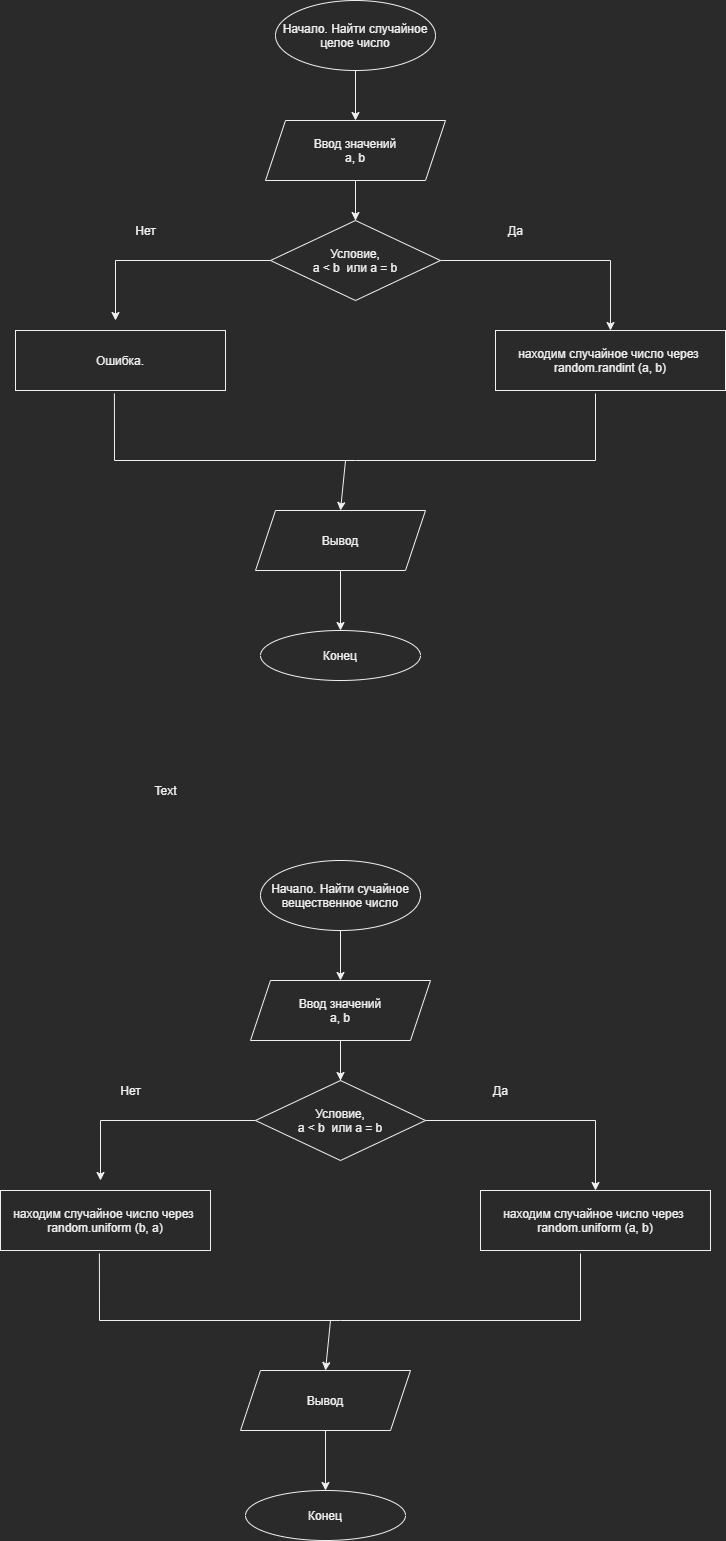 Начало. Найти случайное
целое число
Ввод значений
a, b
Нет
Да
Условие,
a < b или a = b
Ошибка.
находим случайное число через
random.randint (a, b)
Вывод
Конец
Text
Начало. Найти сучайное
вещественное число
Ввод значений
a, b
Нет
Да
Условие,
a < b или a = b
находим случайное число через
random.uniform (b, a)
находим случайное число через
random.uniform (a, b)
Вывод
Конец